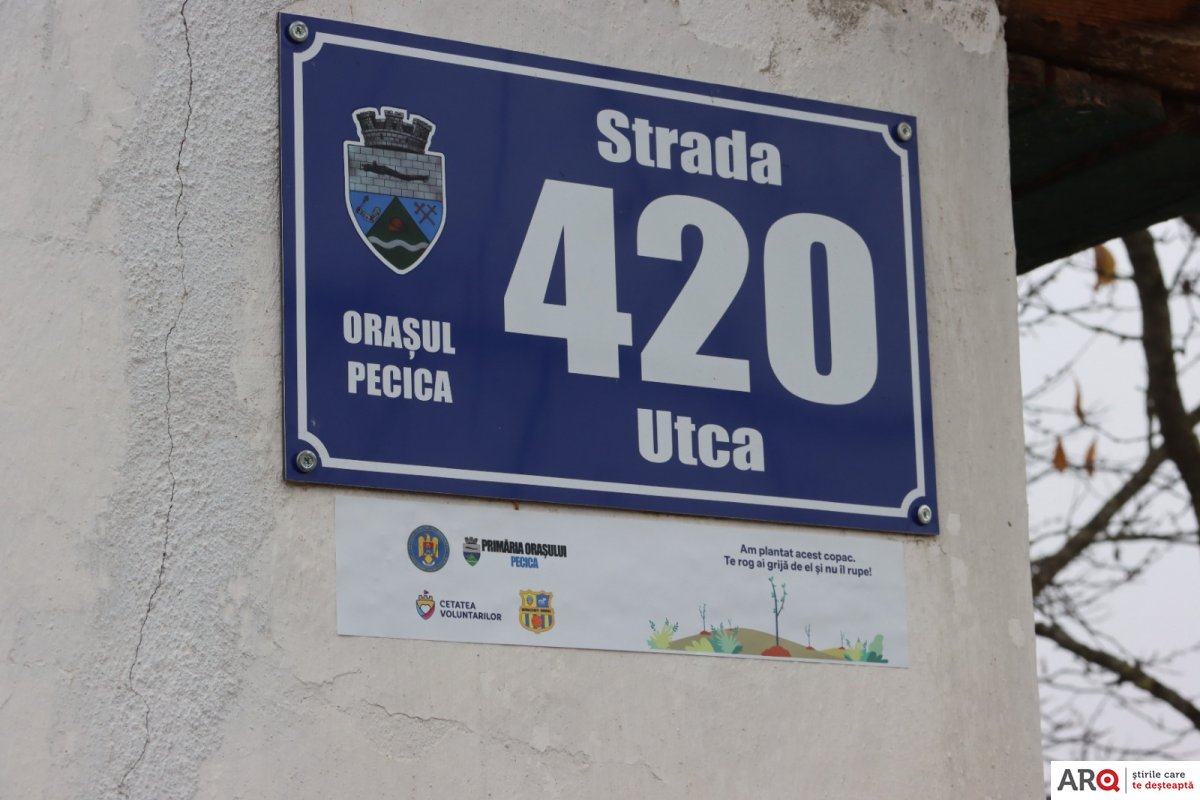 Strada
420
Utca
ORAȘUL
PECICA
PRIMĂRIA ORAȘULUI
PECICA
CETATEA
VOLUNTARILOR
Am plantat acest copac.
Te rog ai grijă de el și nu îl rupe!
ARQ
știrile care
te deșteaptă